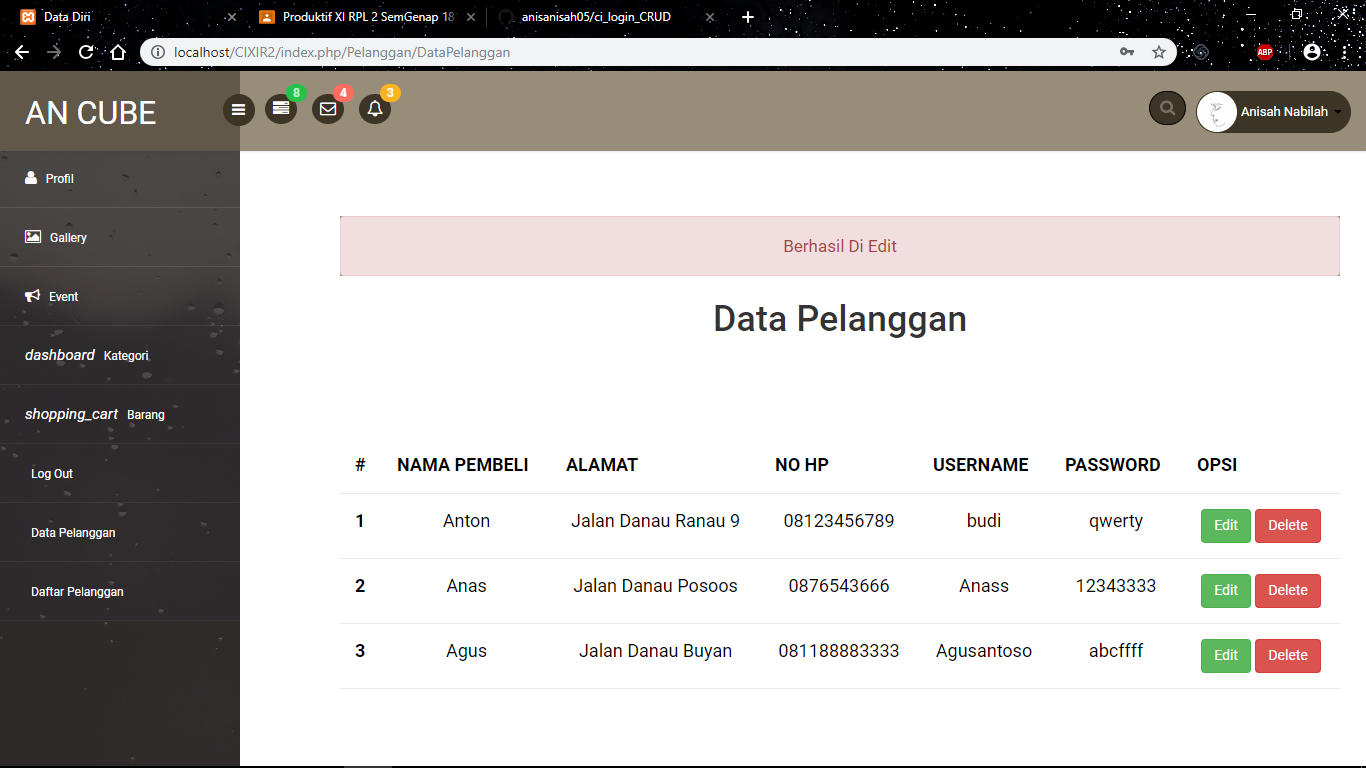 Data Diri
Produktif XI RPL 2 SemGenap 18
anisanisah05/ci_login_CRUD
localhost/CIXIR2/index.php/Pelanggan/DataPelanggan
ABP
AN CUBE
8
4
3
Anisah Nabilah
Profil
Gallery
Event
dashboard Kategori
shopping_cart Barang
Log Out
Data Pelanggan
Daftar Pelanggan
Berhasil Di Edit
Data Pelanggan
# NAMA PEMBELI ALAMAT NO HP USERNAME PASSWORD OPSI
1 Anton Jalan Danau Ranau 9 08123456789 budi qwerty Edit Delete
2 Anas Jalan Danau Posoos 0876543666 Anass 12343333 Edit Delete
3 Agus Jalan Danau Buyan 081188883333 Agusantoso abcffff Edit Delete